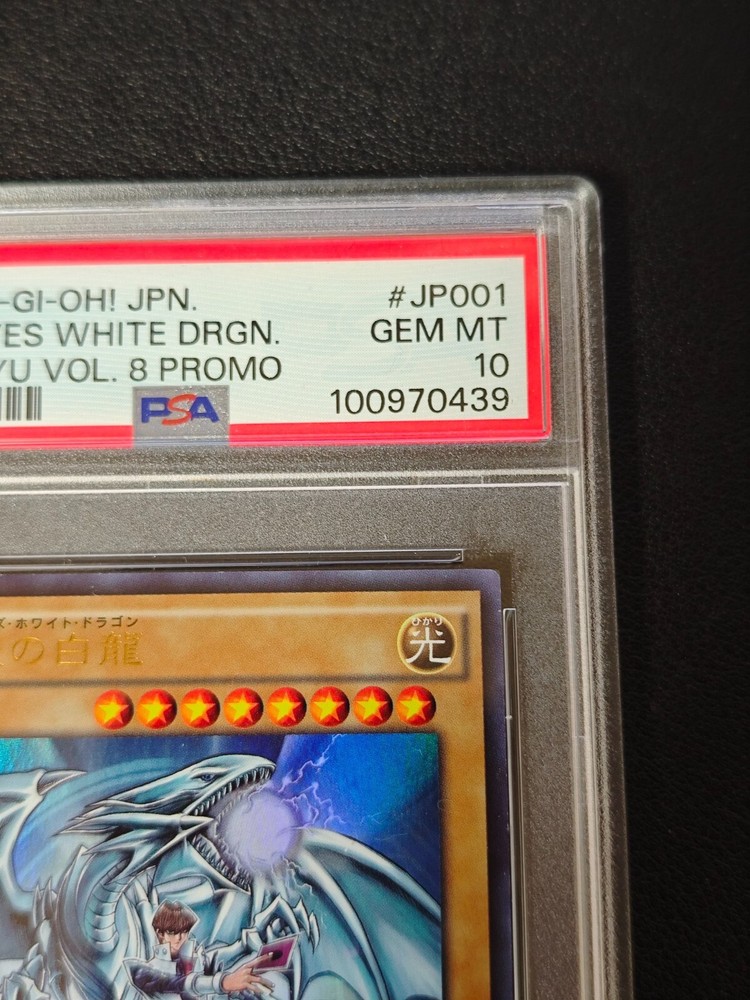 -GI-OH! JPN. #JP001
YES WHITE DRGN. GEM MT
YU VOL. 8 PROMO 10
PSA 100970439
ズ・ホワイト・ドラゴン
の白龍
ひかり
光